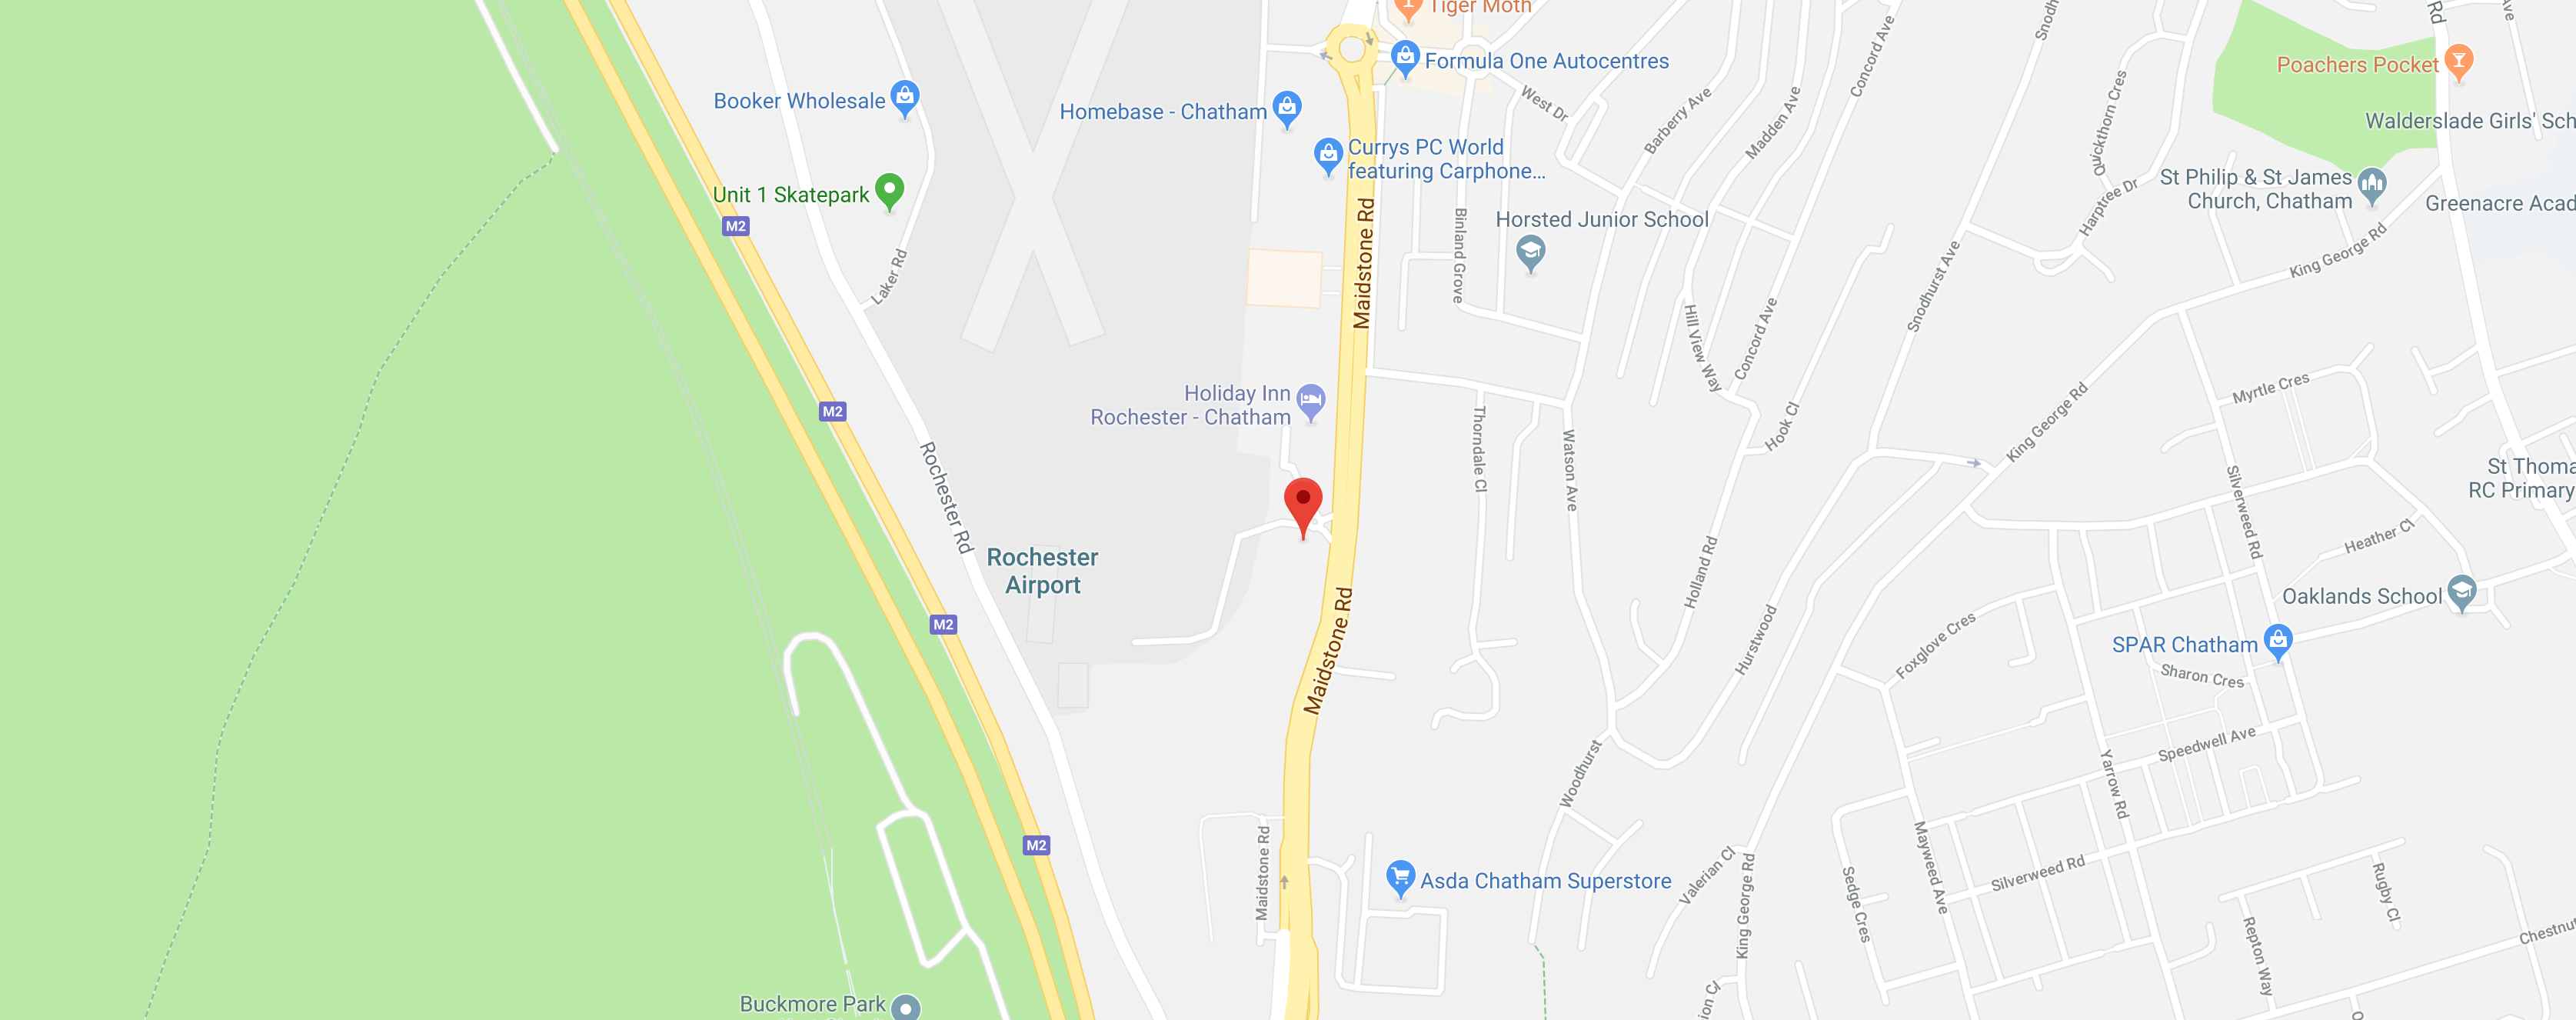 Tiger Moth
Formula One Autocentres
Booker Wholesale
Homebase - Chatham
Currys PC World
featuring Carphone...
Unit 1 Skatepark
M2
Laker Rd
Maidstone Rd
Binland Grove
West Dr
Barberry Ave
Madden Ave
Concord Ave
Horsted Junior School
Poachers Pocket
Rd
Ave
Walderslade Girls' Sch
Quickthorn Cres
Harptree Dr
St Philip & St James
Church, Chatham
Greenacre Acad
King George Rd
Snodhurst Ave
Snodh
Hill View Way
Concord Ave
Hook Cl
M2
Holiday Inn
Rochester - Chatham
Thorndale Cl
Watson Ave
King George Rd
Myrtle Cres
Silverweed Rd
St Thoma
RC Primary
Heather Cl
Rochester Rd
Rochester
Airport
M2
Maidstone Rd
Holland Rd
Hurstwood
Foxglove Cres
Oaklands School
SPAR Chatham
Sharon Cres
Speedwell Ave
Yarrow Rd
Woodhurst
M2
Maidstone Rd
Asda Chatham Superstore
Valerian Cl
King George Rd
Sedge Cres
Mayweed Ave
Silverweed Rd
Rugby Cl
Repton Way
Chestnu
Buckmore Park
ion Cl